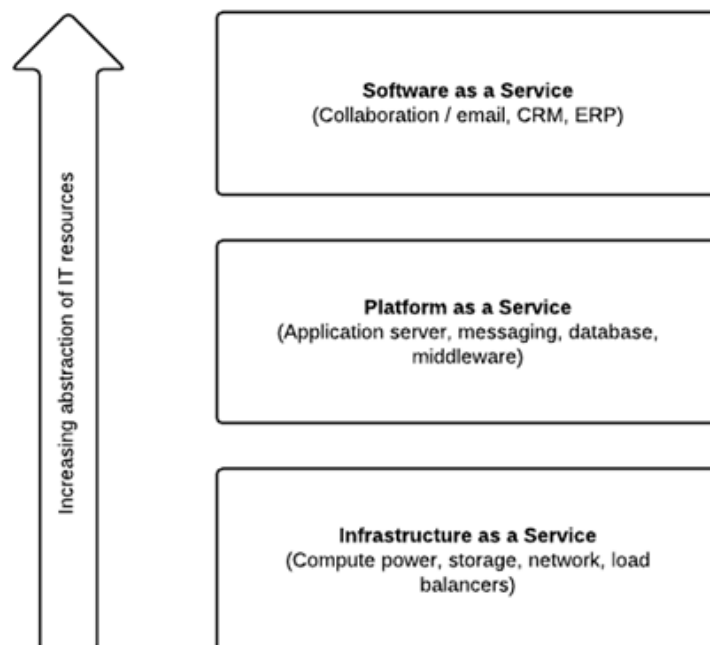 Software as a Service
(Collaboration / email, CRM, ERP)
Increasing abstraction of IT resources
Platform as a Service
(Application server, messaging, database,
middleware)
Infrastructure as a Service
(Compute power, storage, network, load
balancers)